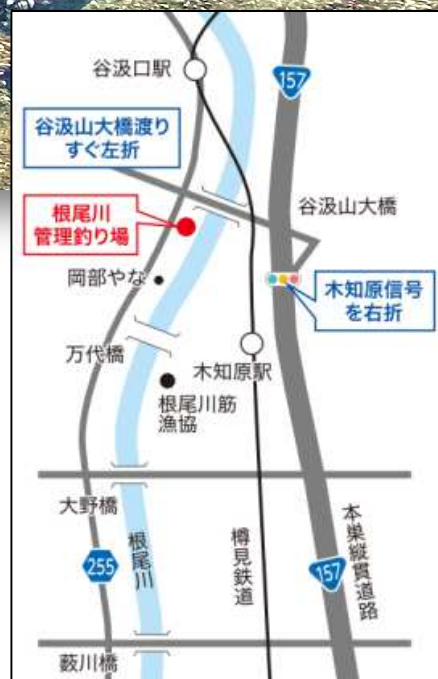 谷汲口駅
157
谷汲山大橋渡り
すぐ左折
谷汲山大橋
根尾川
管理釣り場
岡部やな
木知原信号
を右折
万代橋
木知原駅
根尾川筋
漁協
大野橋
255
根尾川
樽見鉄道
本巣縦貫道路
157
薮川橋